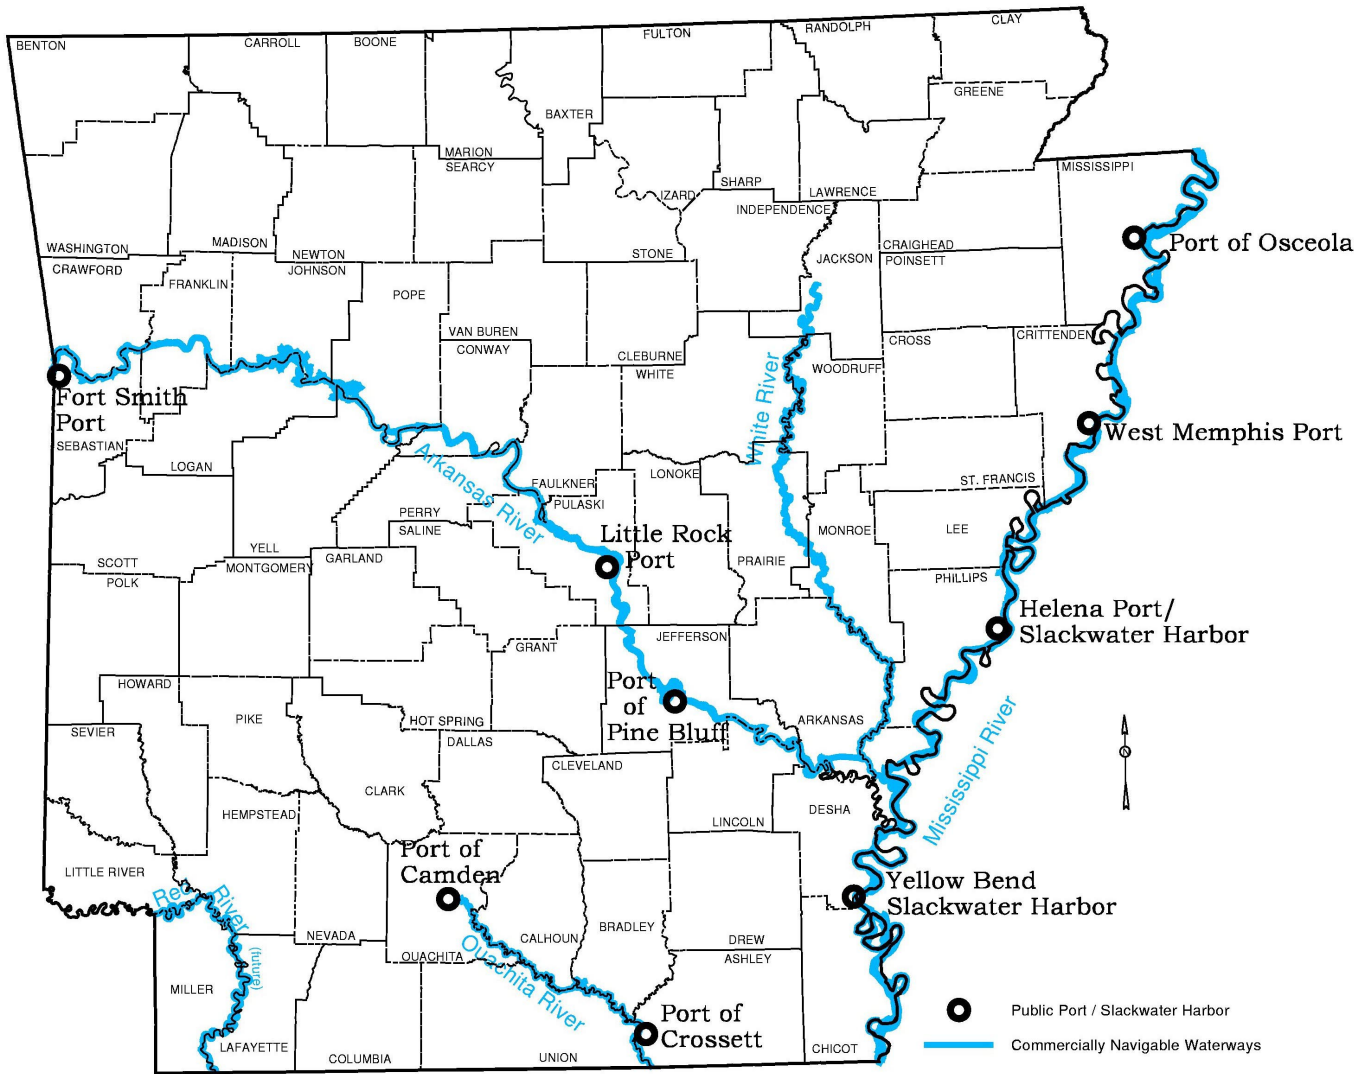 CLAY
RANDOLPH
FULTON
BENTON
CARROLL
BOONE
GREENE
BAXTER
MARION
SEARCY
MISSISSIPPI
SHARP
IZARD
LAWRENCE
INDEPENDENCE
WASHINGTON
MADISON
NEWTON
STONE
CRAIGHEAD
POINSETT
JACKSON
Port of Osceola
CRAWFORD
JOHNSON
FRANKLIN
POPE
VAN BUREN
CONWAY
CROSS
CRITTENDEN
CLEBURNE
WHITE
WOODRUFF
White River
Fort Smith
Port
SEBASTIAN
West Memphis Port
LOGAN
Arkansas River
LONOKE
ST. FRANCIS
FAULKNER
PULASKI
PERRY
SALINE
MONROE
LEE
Little Rock
Port
YELL
MONTGOMERY
GARLAND
SCOTT
POLK
PRAIRIE
PHILLIPS
Helena Port/
Slackwater Harbor
JEFFERSON
GRANT
HOWARD
Port
of
Pine Bluff
PIKE
HOT SPRING
DALLAS
ARKANSAS
SEVIER
Mississippi River
CLEVELAND
CLARK
HEMPSTEAD
LINCOLN
DESHA
Port of
Camden
LITTLE RIVER
Red River
(future)
Yellow Bend
Slackwater Harbor
NEVADA
OUACHITA
CALHOUN
BRADLEY
DREW
ASHLEY
Ouachita River
MILLER
Port of
Crossett
Public Port / Slackwater Harbor
LAFAYETTE
COLUMBIA
UNION
CHICOT
Commercially Navigable Waterways